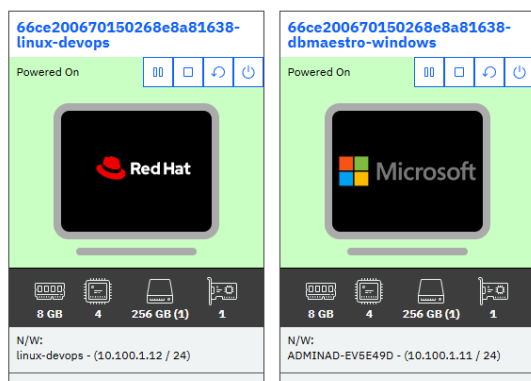 66ce200670150268e8a81638-
linux-devops
Powered On
Red Hat
8 GB 4 256 GB (1) 1
N/W:
linux-devops - (10.100.1.12 / 24)
66ce200670150268e8a81638-
dbmaestro-windows
Powered On
Microsoft
8 GB 4 256 GB (1) 1
N/W:
ADMINAD-EV5E49D - (10.100.1.11 / 24)